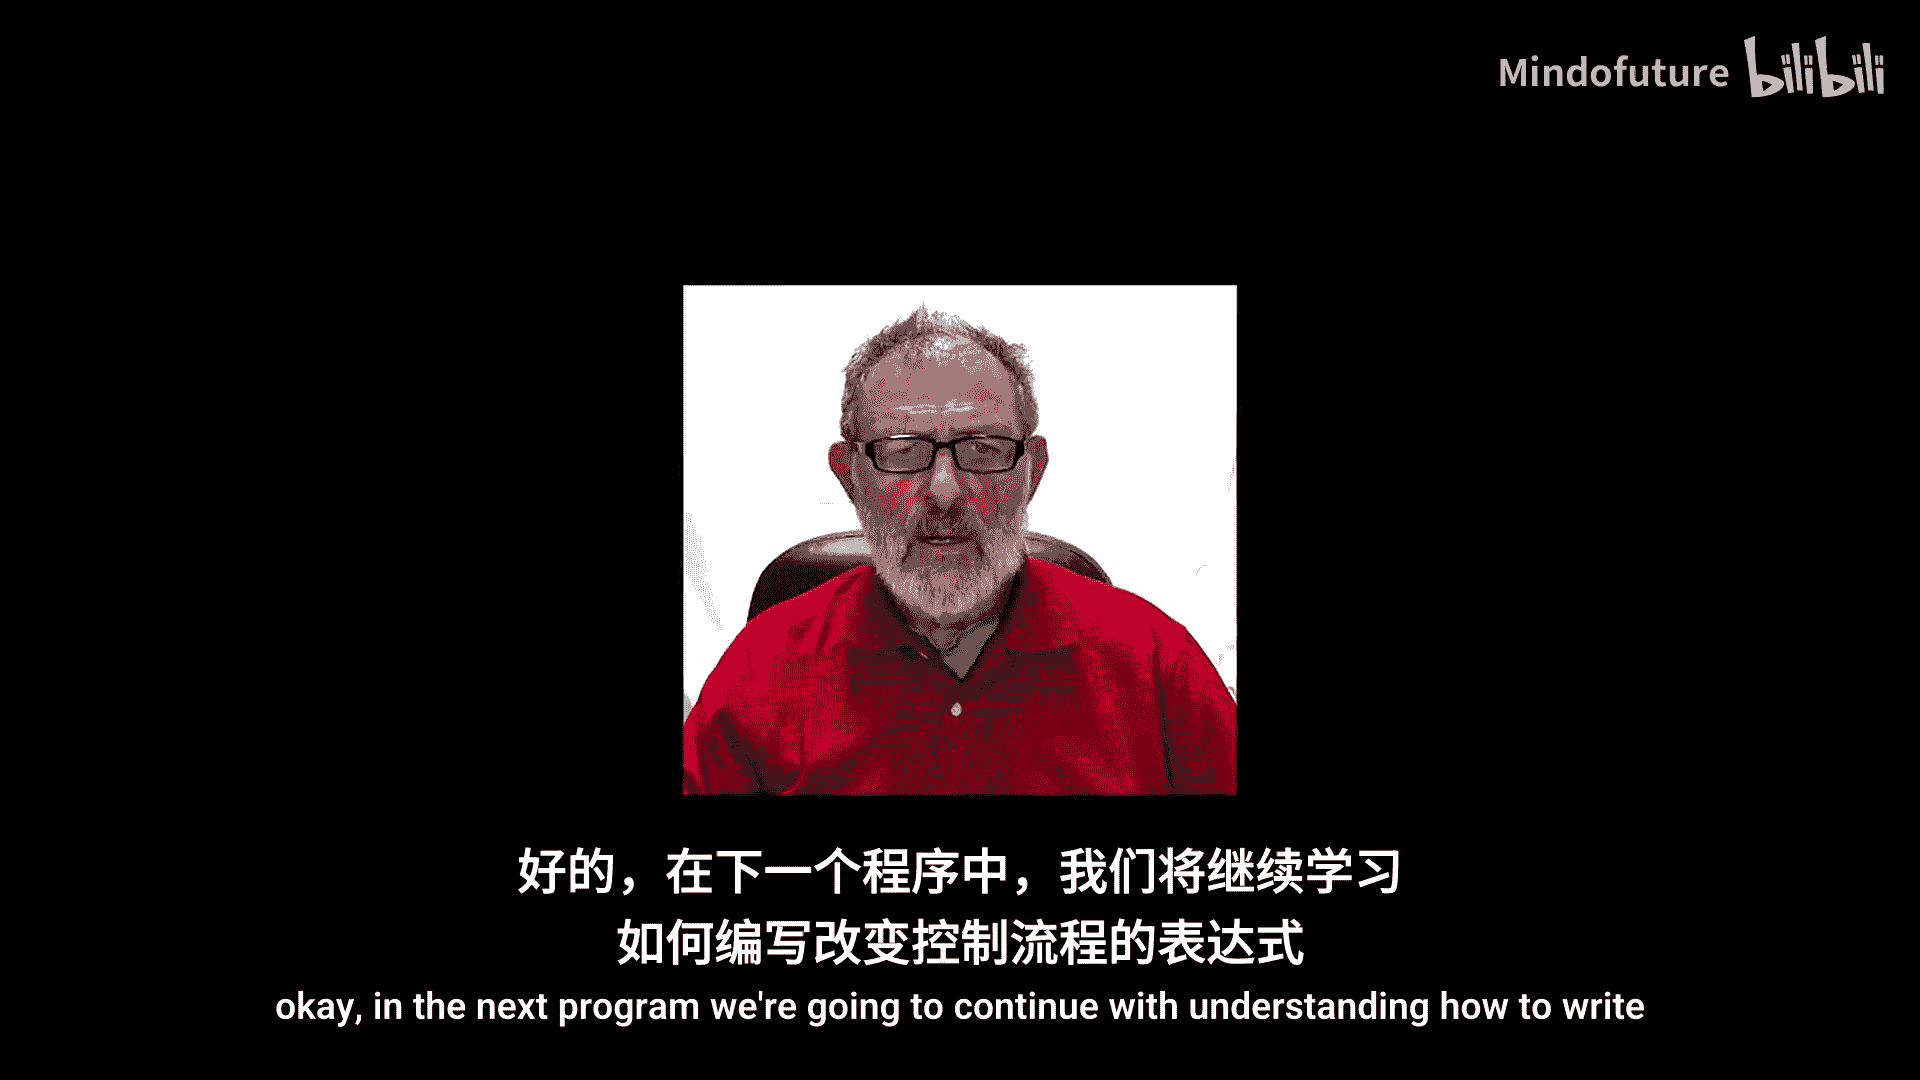 Mindofuture bilibili
好的，在下一个程序中，我们将继续学习
如何编写改变控制流程的表达式
okay, in the next program we're going to continue with understanding how to write